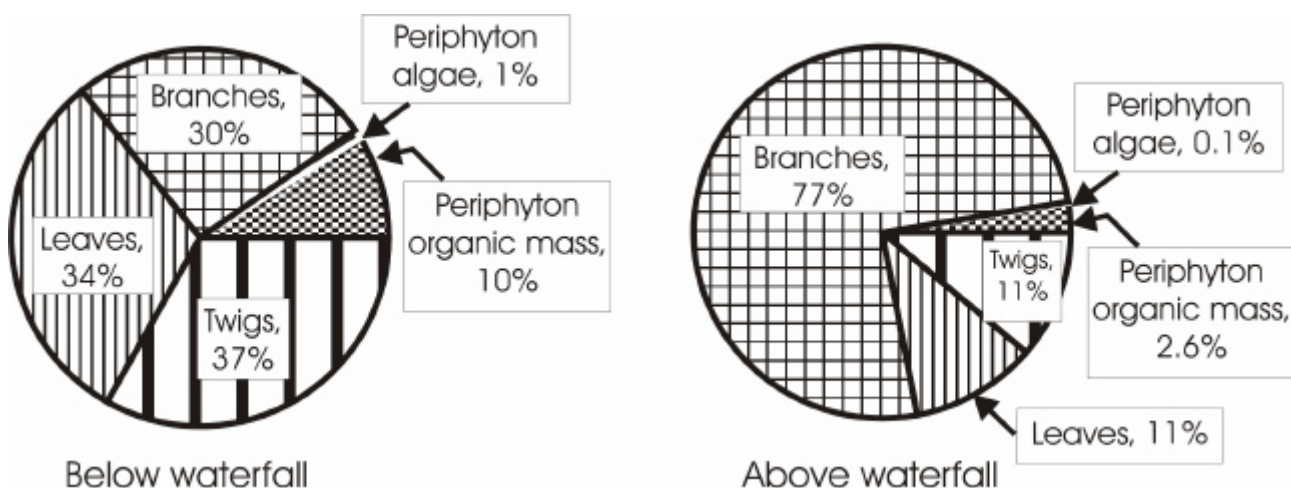 Periphyton
algae, 1%
Branches,
30%
Leaves,
34%
Periphyton
organic mass,
10%
Twigs,
37%
Below waterfall
Periphyton
algae, 0.1%
Branches,
77%
Twigs,
11%
Periphyton
organic mass,
2.6%
Leaves, 11%
Above waterfall